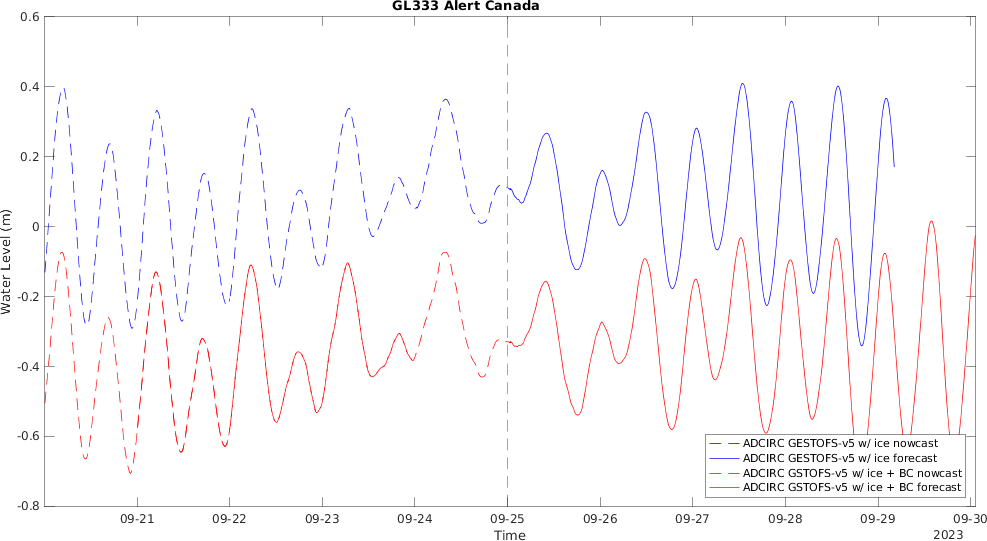 GL333 Alert Canada
0.6
0.4
0.2
0
-0.2
-0.4
-0.6
-0.8
Water Level (m)
ADCIRC GESTOFS-v5 w/ ice nowcast
ADCIRC GESTOFS-v5 w/ ice forecast
ADCIRC GSTOFS-v5 w/ ice + BC nowcast
ADCIRC GSTOFS-v5 w/ ice + BC forecast
09-21 09-22 09-23 09-24 09-25 09-26 09-27 09-28 09-29 09-30
Time
2023